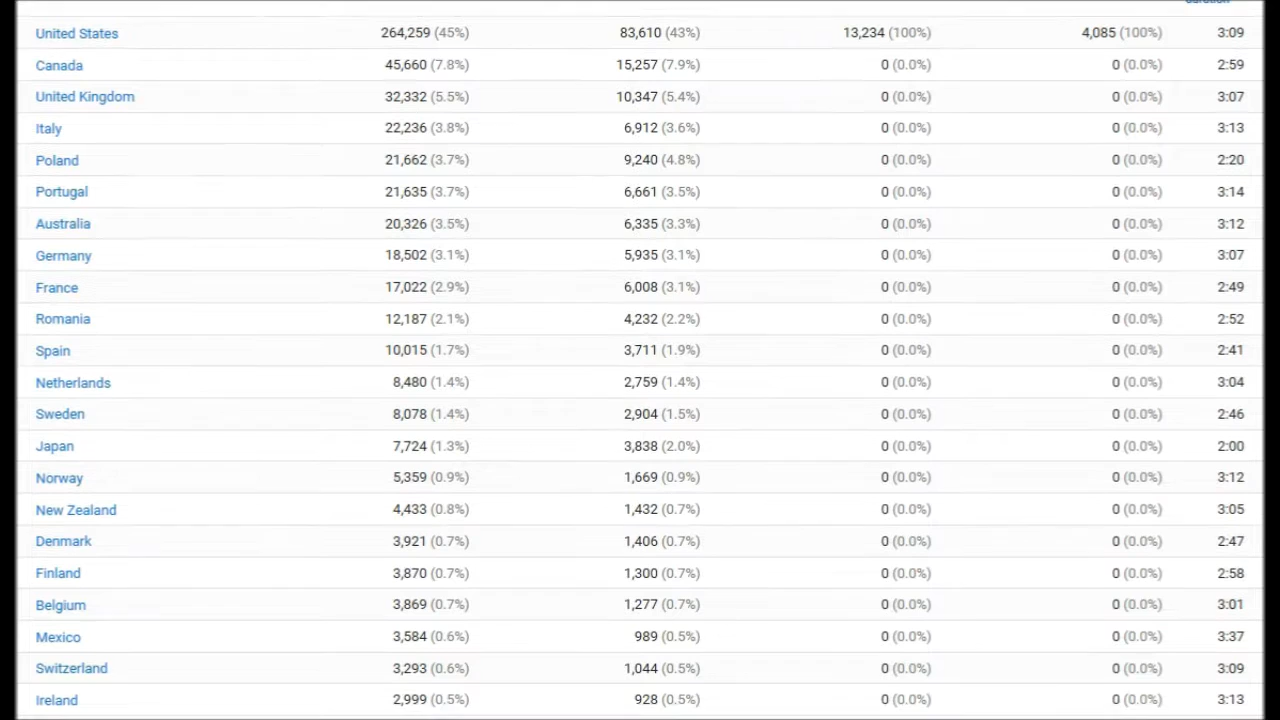 duration
United States 264,259 (45%) 83,610 (43%) 13,234 (100%) 4,085 (100%) 3:09
Canada 45,660 (7.8%) 15,257 (7.9%) 0 (0.0%) 0 (0.0%) 2:59
United Kingdom 32,332 (5.5%) 10,347 (5.4%) 0 (0.0%) 0 (0.0%) 3:07
Italy 22,236 (3.8%) 6,912 (3.6%) 0 (0.0%) 0 (0.0%) 3:13
Poland 21,662 (3.7%) 9,240 (4.8%) 0 (0.0%) 0 (0.0%) 2:20
Portugal 21,635 (3.7%) 6,661 (3.5%) 0 (0.0%) 0 (0.0%) 3:14
Australia 20,326 (3.5%) 6,335 (3.3%) 0 (0.0%) 0 (0.0%) 3:12
Germany 18,502 (3.1%) 5,935 (3.1%) 0 (0.0%) 0 (0.0%) 3:07
France 17,022 (2.9%) 6,008 (3.1%) 0 (0.0%) 0 (0.0%) 2:49
Romania 12,187 (2.1%) 4,232 (2.2%) 0 (0.0%) 0 (0.0%) 2:52
Spain 10,015 (1.7%) 3,711 (1.9%) 0 (0.0%) 0 (0.0%) 2:41
Netherlands 8,480 (1.4%) 2,759 (1.4%) 0 (0.0%) 0 (0.0%) 3:04
Sweden 8,078 (1.4%) 2,904 (1.5%) 0 (0.0%) 0 (0.0%) 2:46
Japan 7,724 (1.3%) 3,838 (2.0%) 0 (0.0%) 0 (0.0%) 2:00
Norway 5,359 (0.9%) 1,669 (0.9%) 0 (0.0%) 0 (0.0%) 3:12
New Zealand 4,433 (0.8%) 1,432 (0.7%) 0 (0.0%) 0 (0.0%) 3:05
Denmark 3,921 (0.7%) 1,406 (0.7%) 0 (0.0%) 0 (0.0%) 2:47
Finland 3,870 (0.7%) 1,300 (0.7%) 0 (0.0%) 0 (0.0%) 2:58
Belgium 3,869 (0.7%) 1,277 (0.7%) 0 (0.0%) 0 (0.0%) 3:01
Mexico 3,584 (0.6%) 989 (0.5%) 0 (0.0%) 0 (0.0%) 3:37
Switzerland 3,293 (0.6%) 1,044 (0.5%) 0 (0.0%) 0 (0.0%) 3:09
Ireland 2,999 (0.5%) 928 (0.5%) 0 (0.0%) 0 (0.0%) 3:13